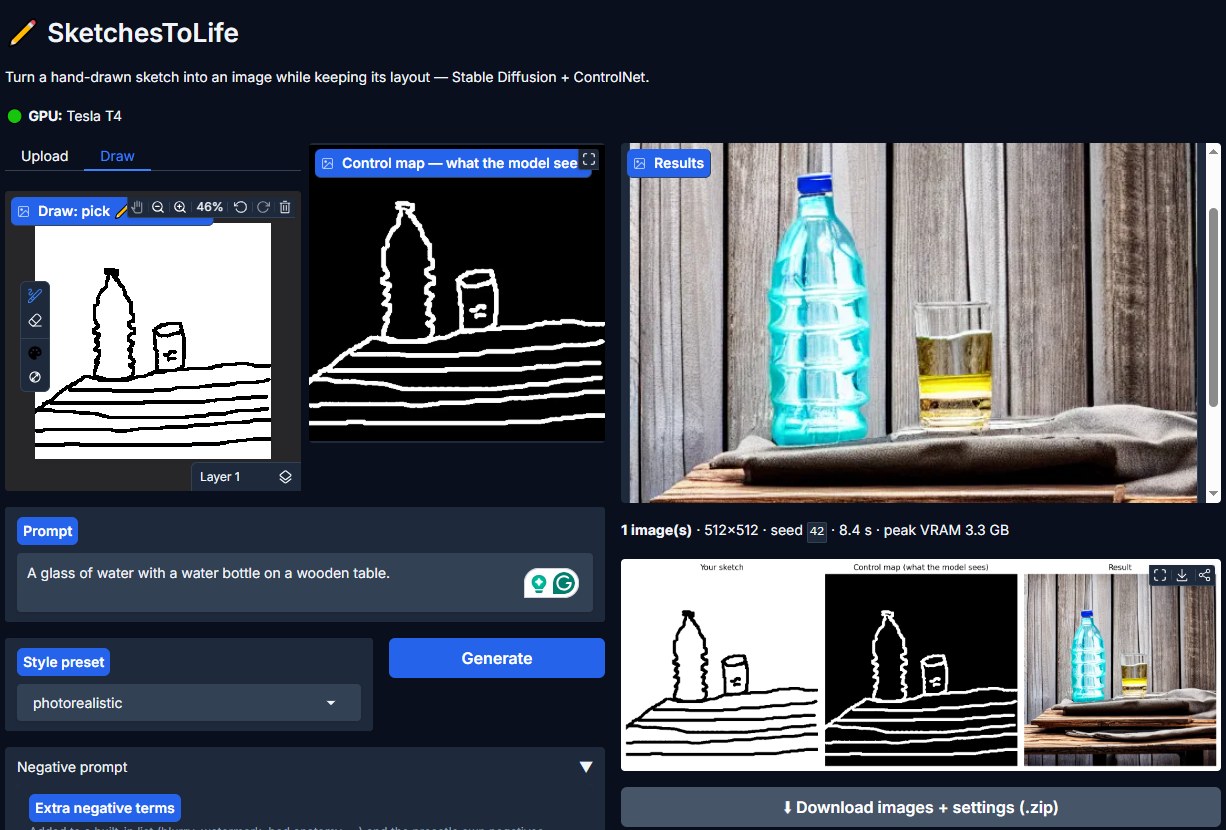 SketchesToLife
Turn a hand-drawn sketch into an image while keeping its layout — Stable Diffusion + ControlNet.
GPU: Tesla T4
Upload
Draw
Draw: pick
46%
Layer 1
Control map — what the model see
Results
1 image(s) · 512×512 · seed 42 · 8.4 s · peak VRAM 3.3 GB
Prompt
A glass of water with a water bottle on a wooden table.
Style preset
photorealistic
Generate
Negative prompt
Extra negative terms
Your sketch
Control map (what the model sees)
Result
Download images + settings (.zip)